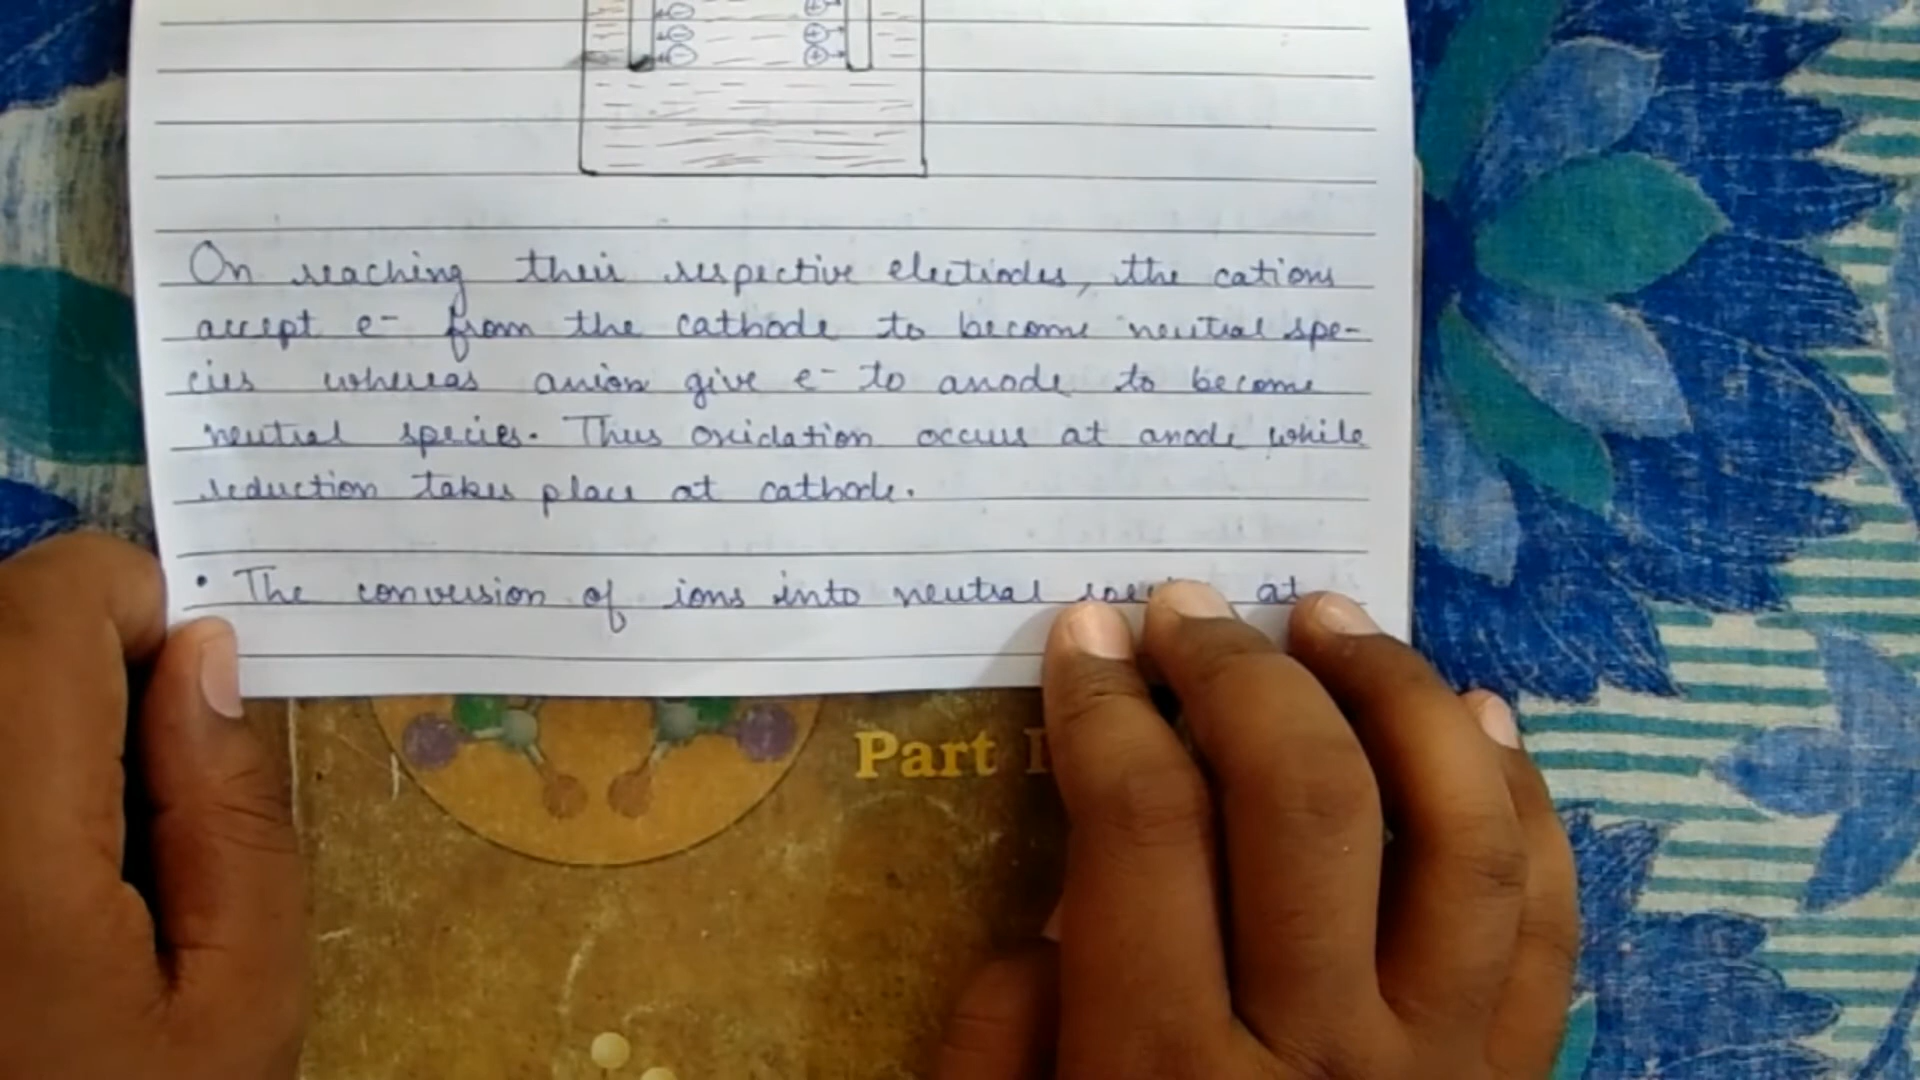 On reaching their respective electrodes, the cations
accept e- from the cathode to become neutral spe-
cies whereas anion give e- to anode to become
neutral species. Thus oxidation occurs at anode while
reduction takes place at cathode.
• The conversion of ions into neutral at
Part